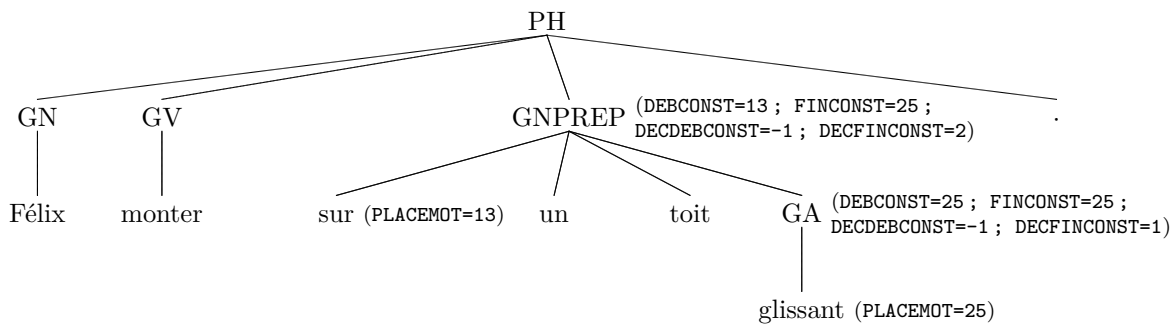 PH
GN GV GNPREP (DEBCONST=13 ; FINCONST=25 ;
DECDEBCONST=-1 ; DECFINCONST=2) .
Félix monter sur (PLACEMOT=13) un toit GA (DEBCONST=25 ; FINCONST=25 ;
DECDEBCONST=-1 ; DECFINCONST=1)
glissant (PLACEMOT=25)